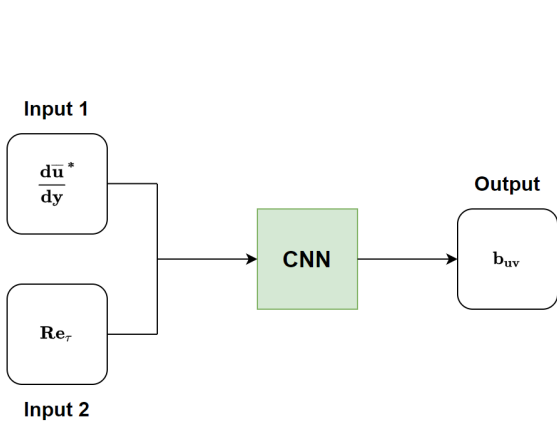 Input 1
du̅*
dy
Re_τ
Input 2
CNN
Output
b_uv